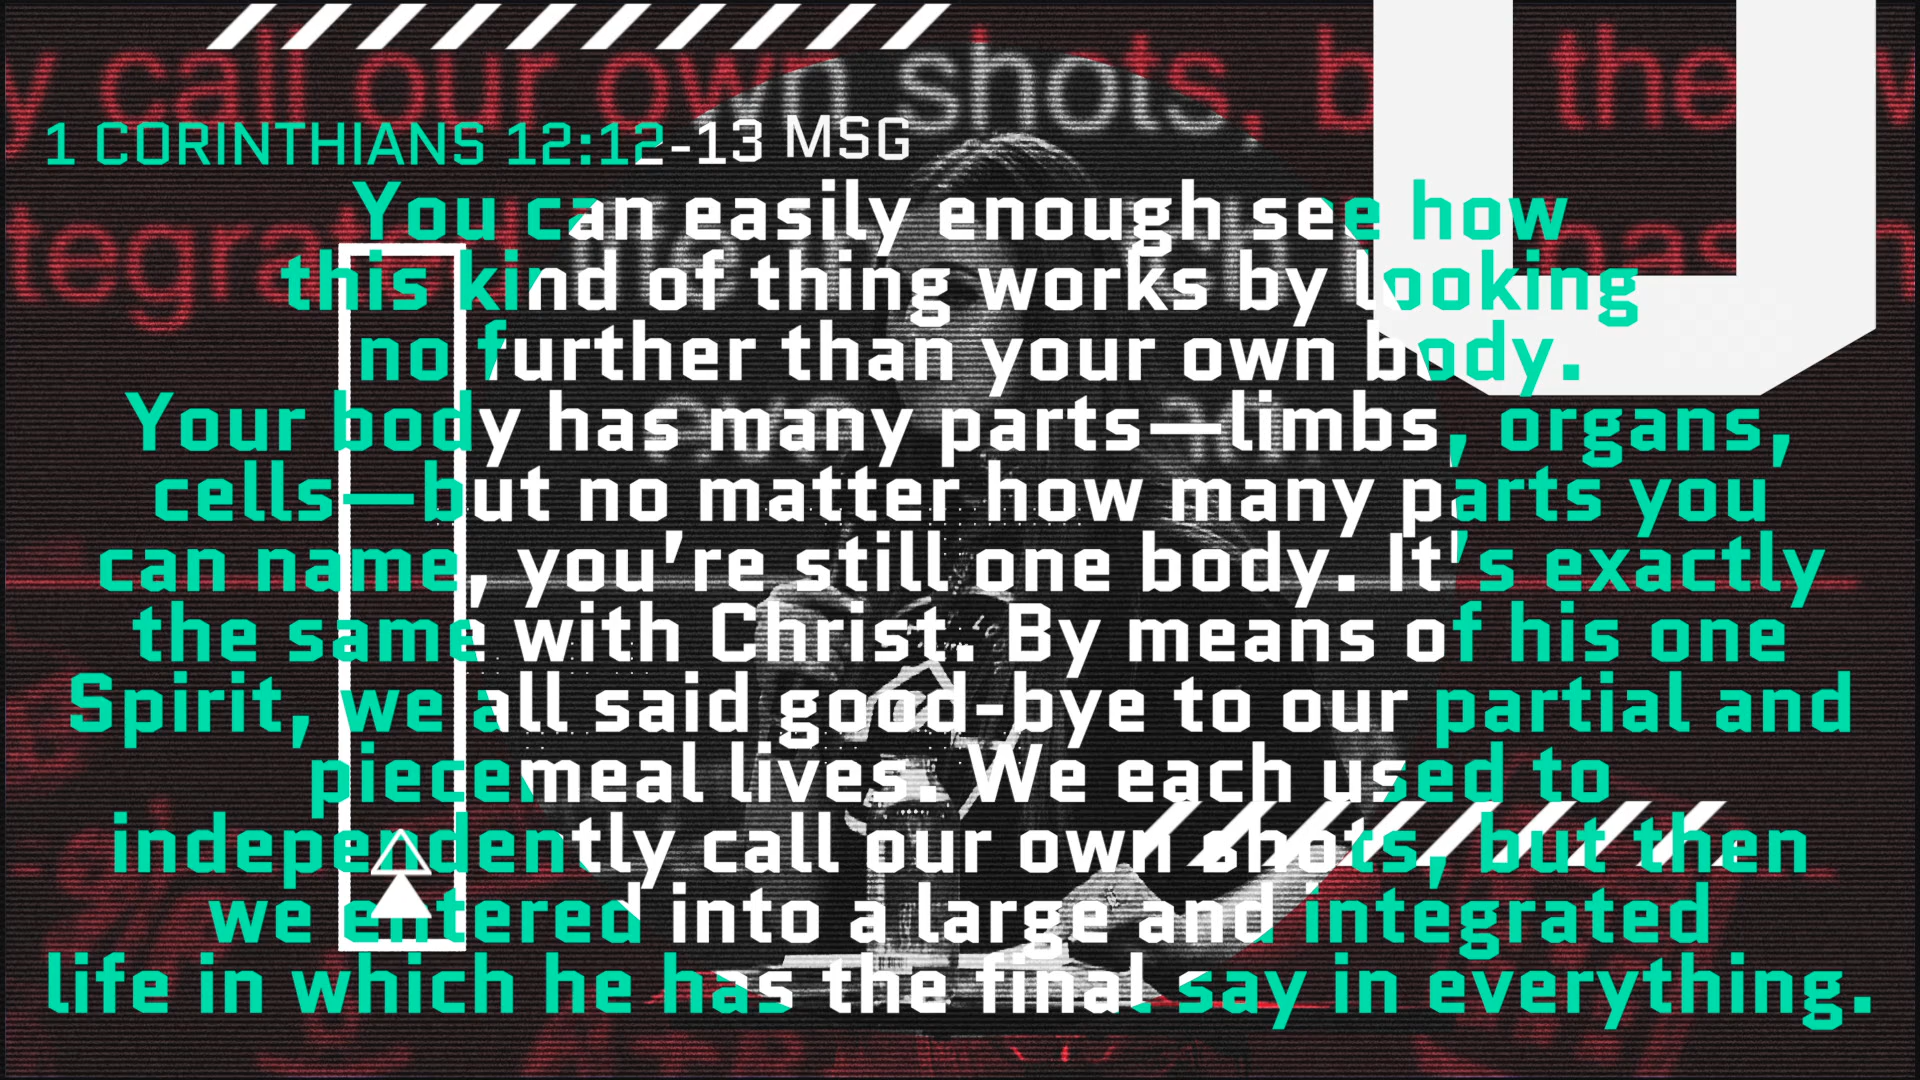 y call our own shots, b the w
1 CORINTHIANS 12:12-13 MSG
You can easily enough see how
this kind of thing works by looking
no further than your own body.
Your body has many parts—limbs, organs,
cells—but no matter how many parts you
can name, you're still one body. It's exactly
the same with Christ. By means of his one
Spirit, we all said good-bye to our partial and
piecemeal lives. We each used to
independently call our own shots, but then
we entered into a large and integrated
life in which he has the final say in everything.